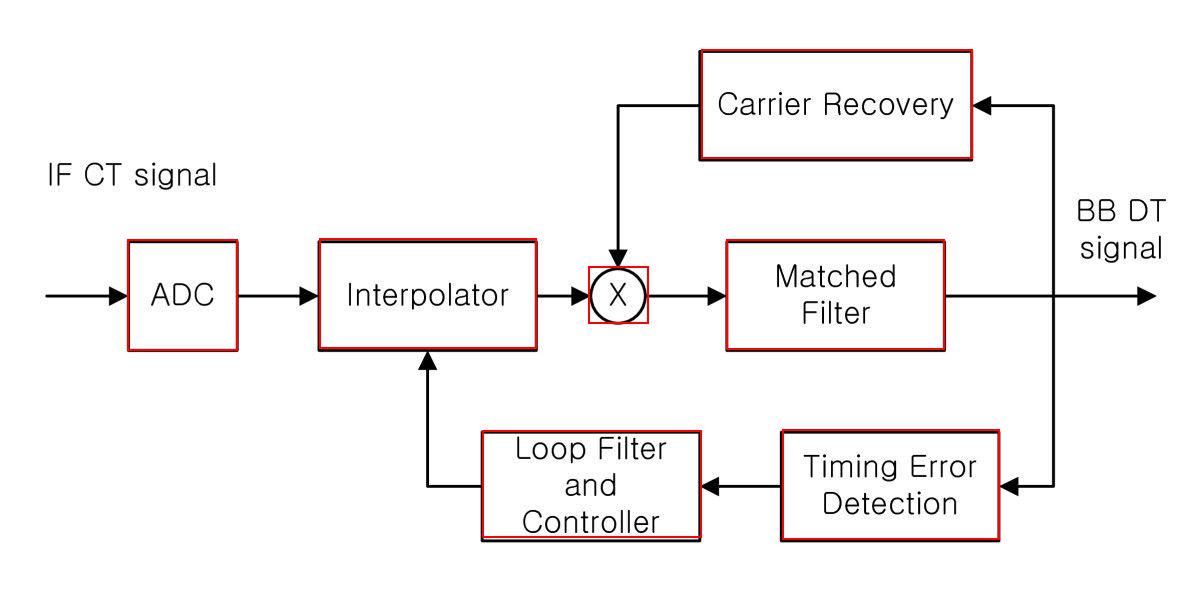 Carrier Recovery
IF CT signal
BB DT
signal
ADC
Interpolator
X
Matched
Filter
Loop Filter
and
Controller
Timing Error
Detection